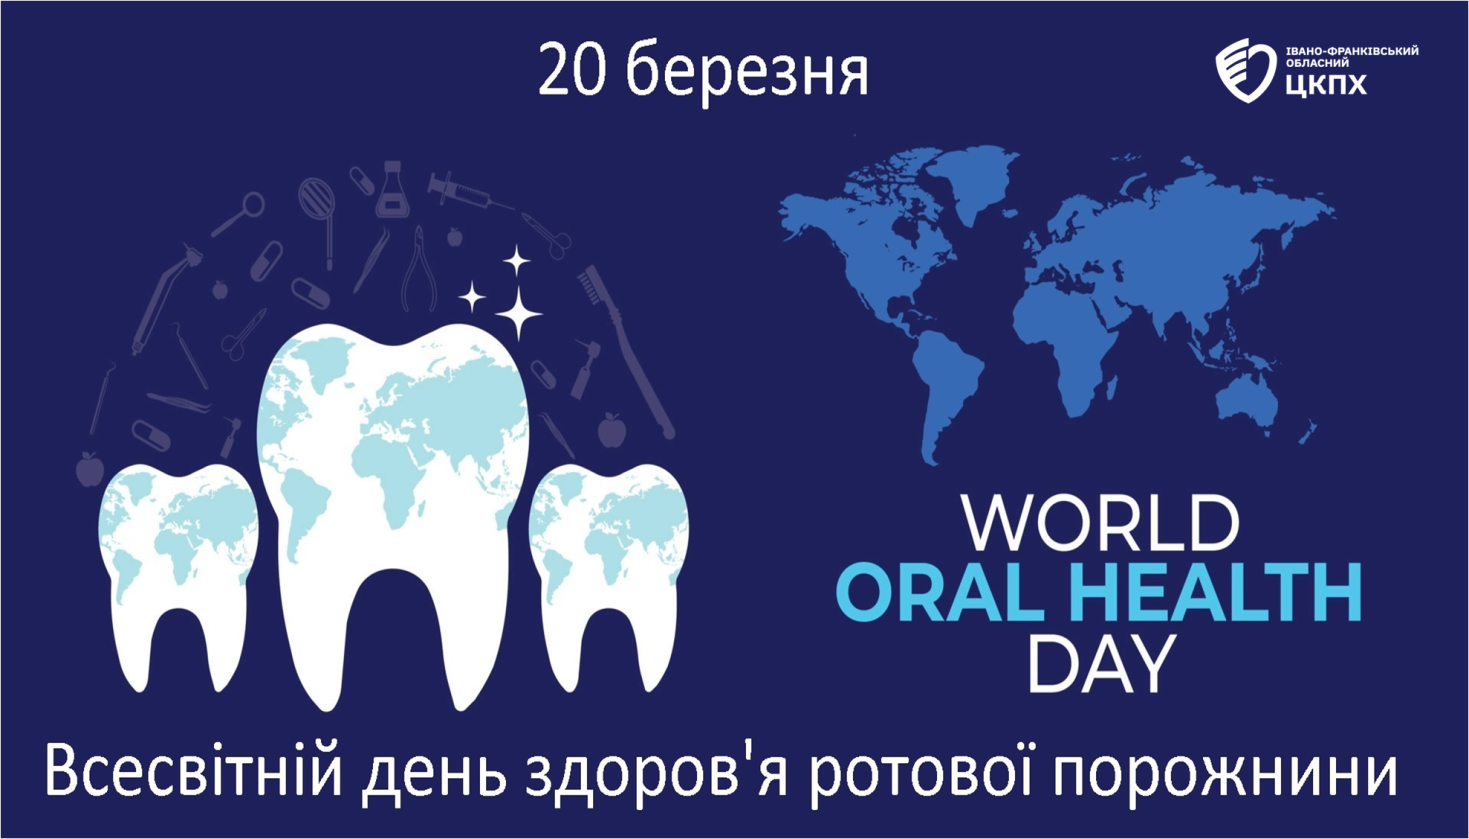 20 березня
ІВАНО-ФРАНКІВСЬКИЙ
ОБЛАСНИЙ
ЦКПХ
WORLD
ORAL HEALTH
DAY
Всесвітній день здоров'я ротової порожнини